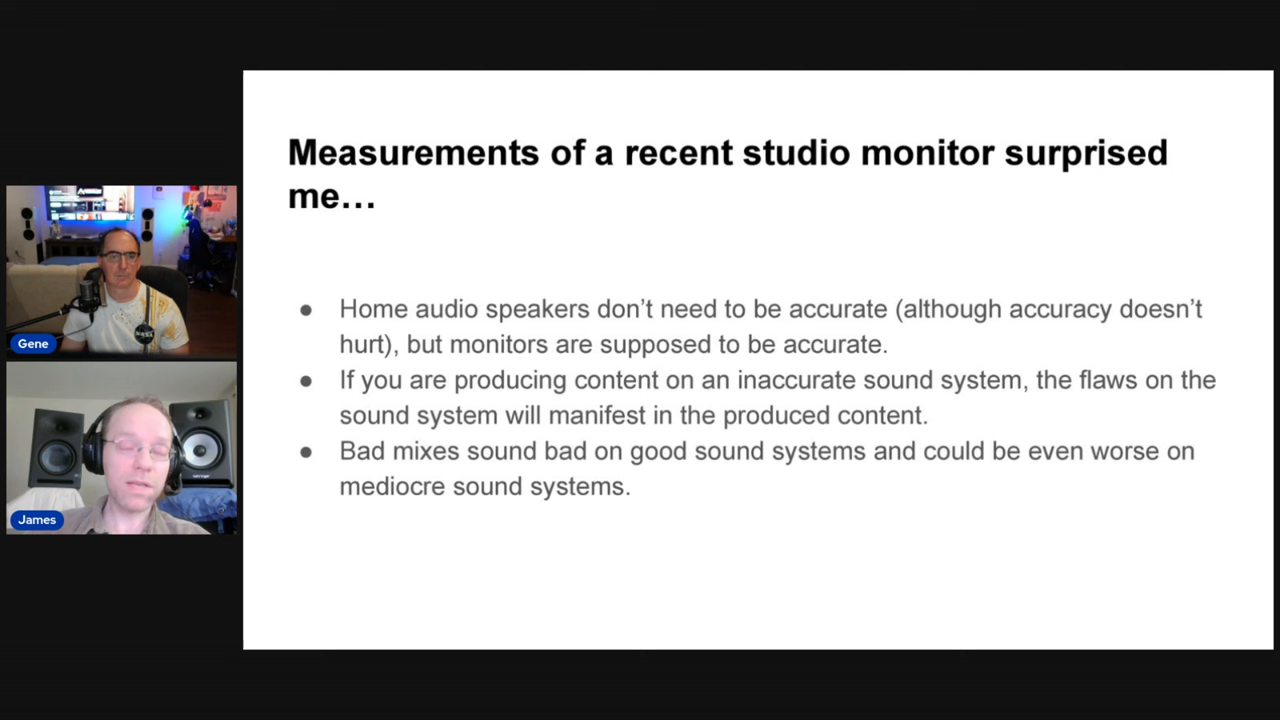 Measurements of a recent studio monitor surprised
me…
● Home audio speakers don’t need to be accurate (although accuracy doesn’t
hurt), but monitors are supposed to be accurate.
● If you are producing content on an inaccurate sound system, the flaws on the
sound system will manifest in the produced content.
● Bad mixes sound bad on good sound systems and could be even worse on
mediocre sound systems.
Gene
James